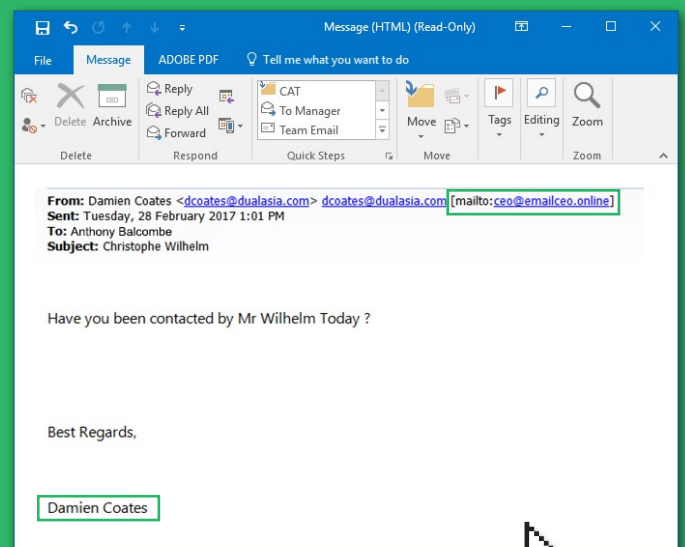 Message (HTML) (Read-Only)
File Message ADOBE PDF Tell me what you want to do
Delete Archive
Reply
Reply All
Forward
CAT
To Manager
Team Email
Move
Tags Editing Zoom
Delete Respond Quick Steps Move Zoom
From: Damien Coates <dcoates@dualasia.com> dcoates@dualasia.com [mailto:ceo@emailceo.online]
Sent: Tuesday, 28 February 2017 1:01 PM
To: Anthony Balcombe
Subject: Christophe Wilhelm
Have you been contacted by Mr Wilhelm Today ?
Best Regards,
Damien Coates